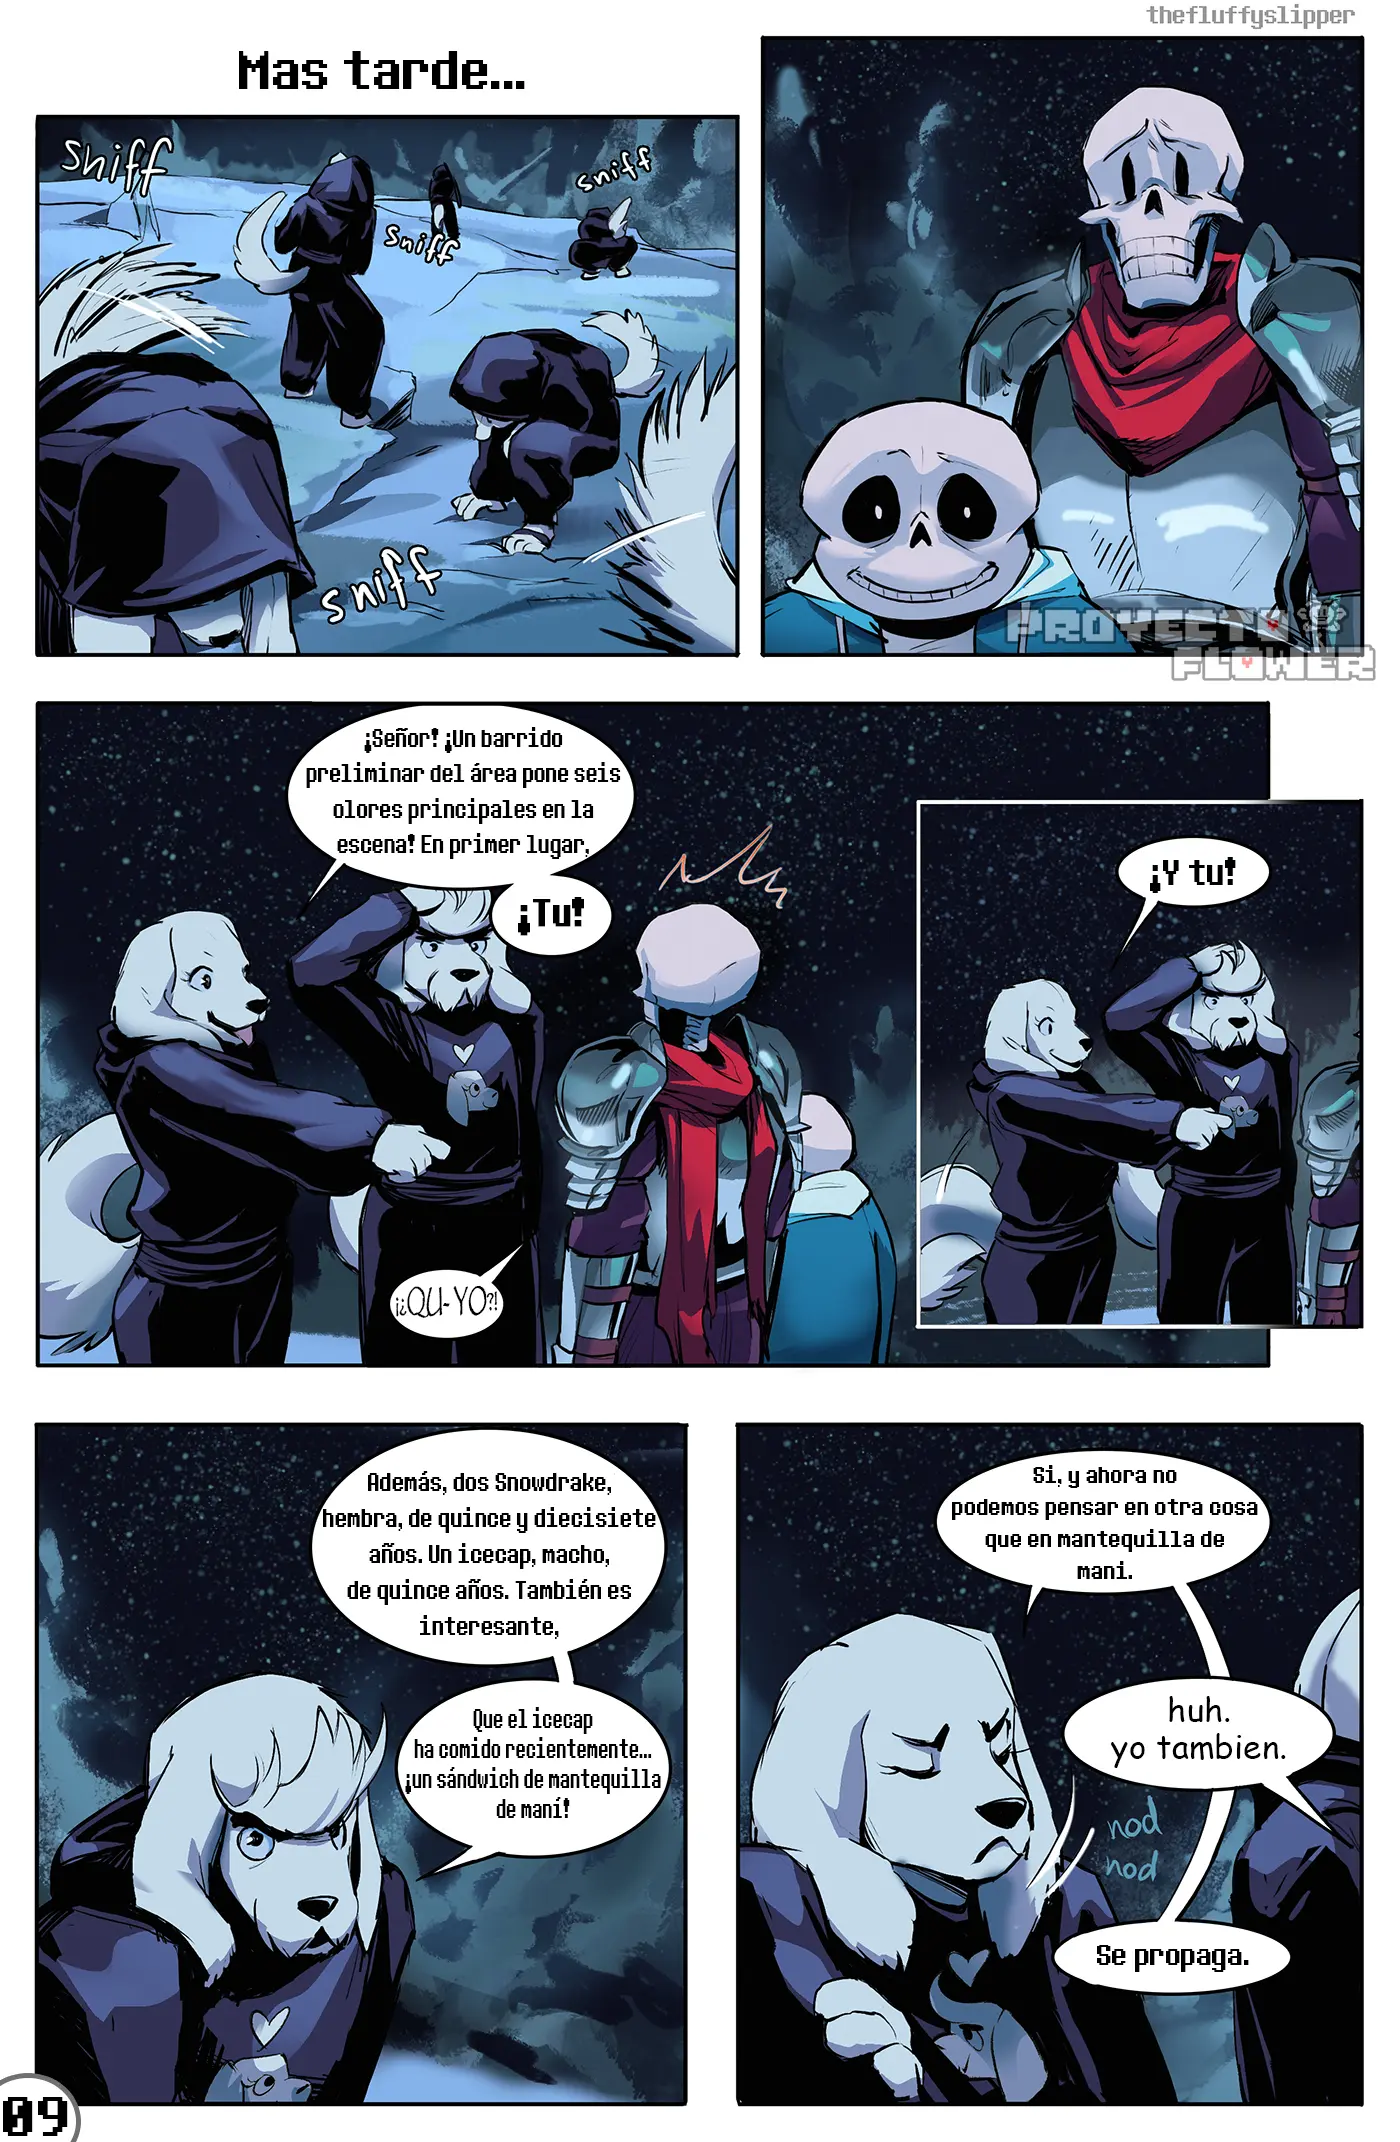 thefluffyslipper
Mas tarde...
Sniff
sniff
sniff
sniff
PROYECTO
FLOWER
¡Señor! ¡Un barrido
preliminar del área pone seis
olores principales en la
escena! En primer lugar,
¡Tu!
¡¿QU-YO?!
¡Y tu!
Además, dos Snowdrake,
hembra, de quince y diecisiete
años. Un icecap, macho,
de quince años. También es
interesante,
Que el icecap
ha comido recientemente...
¡un sándwich de mantequilla
de maní!
Si, y ahora no
podemos pensar en otra cosa
que en mantequilla de
mani.
huh.
yo tambien.
nod
nod
Se propaga.
09